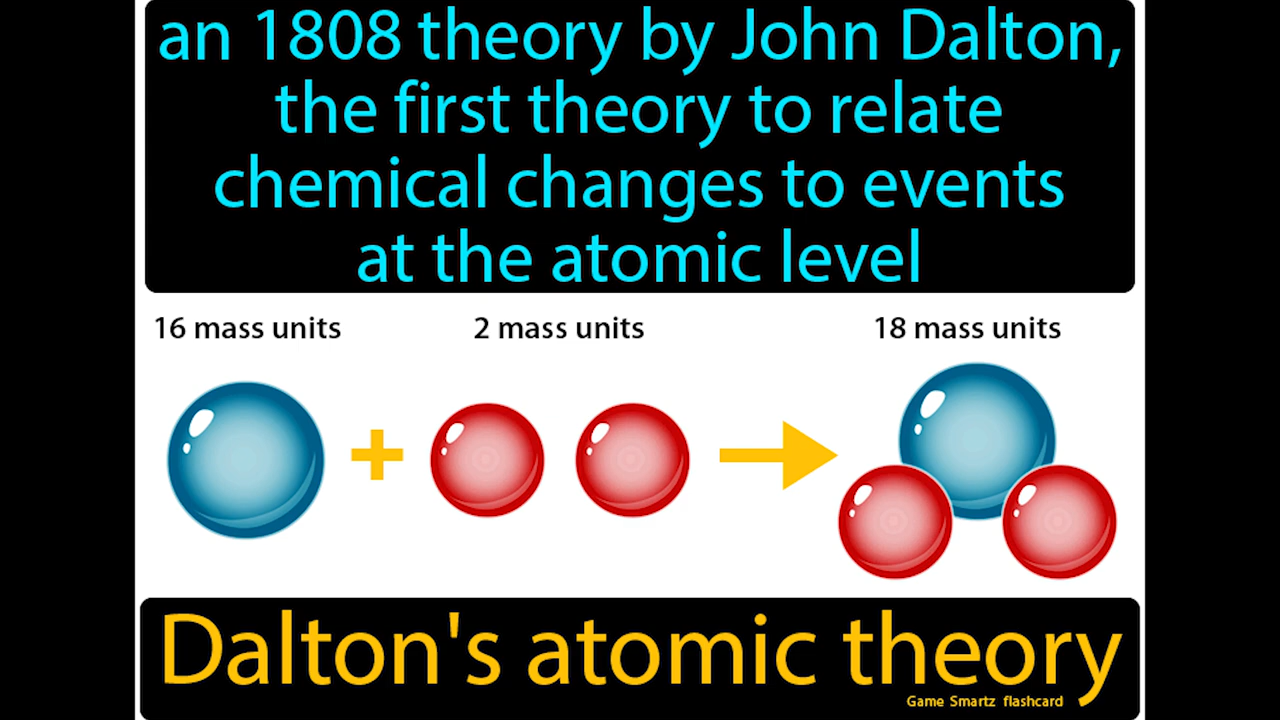 an 1808 theory by John Dalton,
the first theory to relate
chemical changes to events
at the atomic level
16 mass units
2 mass units
18 mass units
Dalton's atomic theory
Game Smartz flashcard